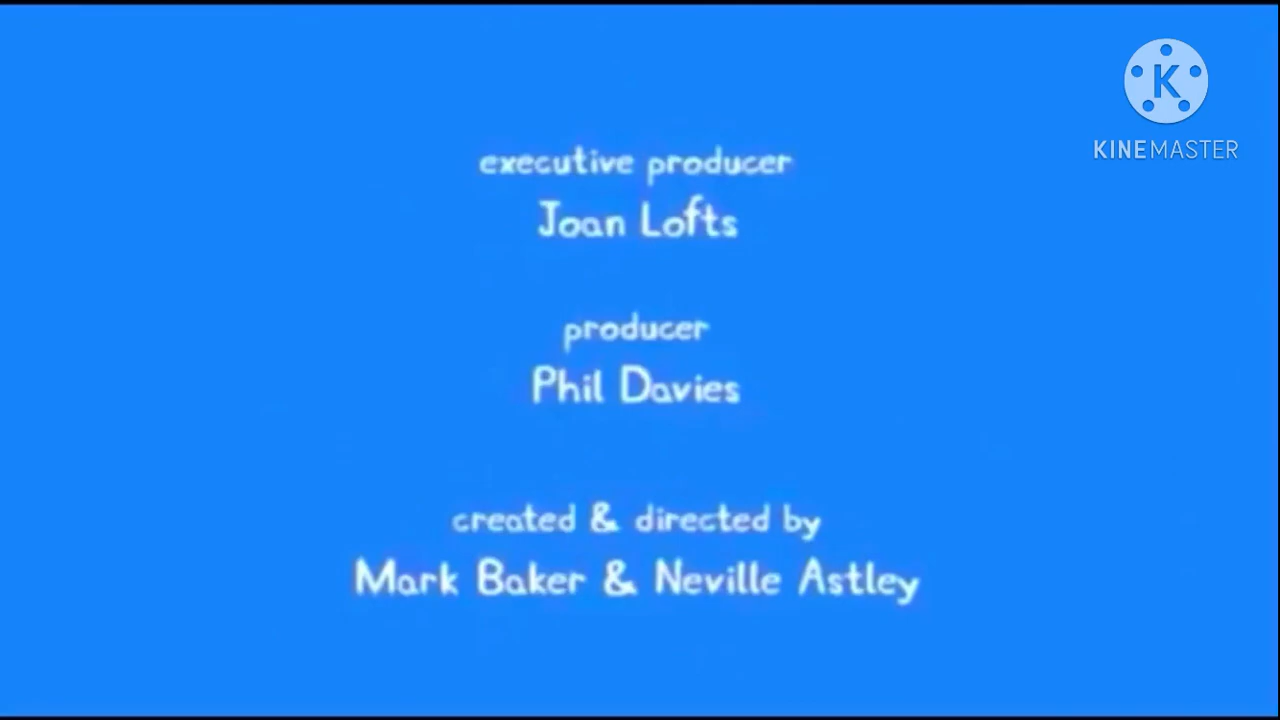 K
KINEMASTER
executive producer
Joan Lofts
producer
Phil Davies
created & directed by
Mark Baker & Neville Astley